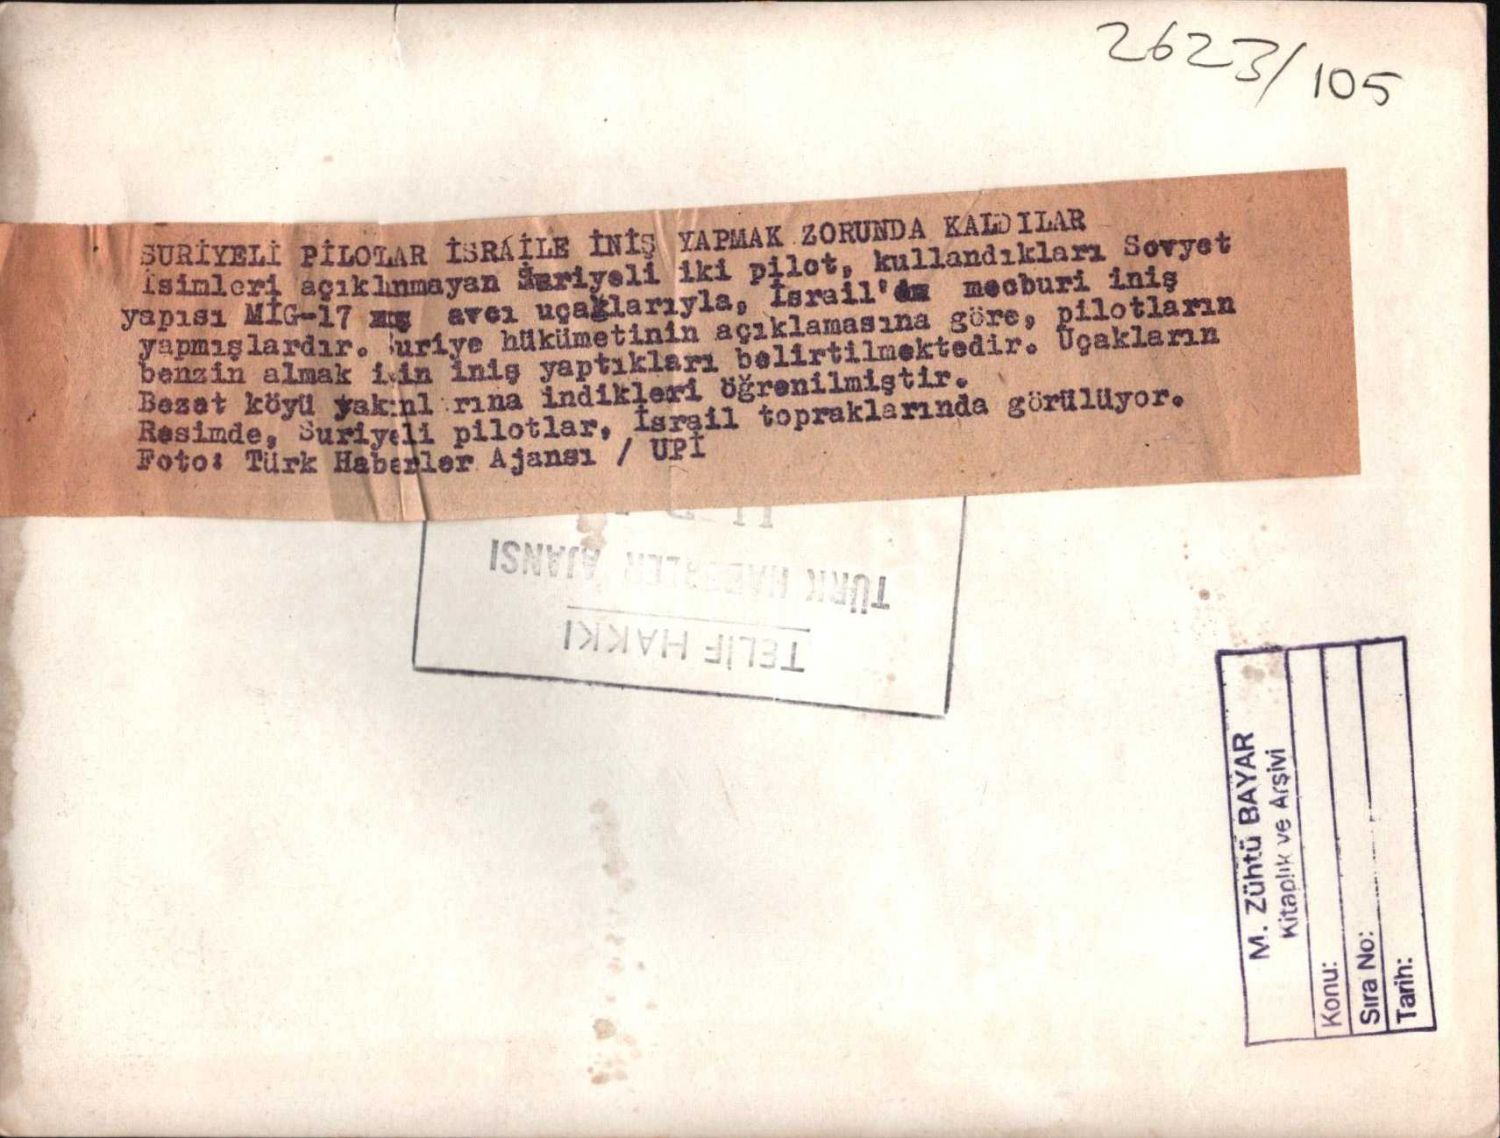 2623/105
SURİYELİ PİLOTLAR İSRAİLE İNİŞ YAPMAK ZORUNDA KALDILAR
İsimleri açıklanmayan Suriyeli iki pilot, kullandıkları Sovyet
yapısı MİG-17 avcı uçaklarıyla, İsrail'de mecburi iniş
yapmışlardır. Suriye hükümetinin açıklamasına göre, pilotların
benzin almak için iniş yaptıkları belirtilmektedir. Uçakların
Bezet köyü yakınlarına indikleri öğrenilmiştir.
Resimde, Suriyeli pilotlar, İsrail topraklarında görülüyor.
Foto: Türk Haberler Ajansı / UPİ
TELİF HAKKI
TÜRK HABERLER AJANSI
M. Zühtü BAYAR
Kitaplık ve Arşivi
Konu:
Sıra No:
Tarih: